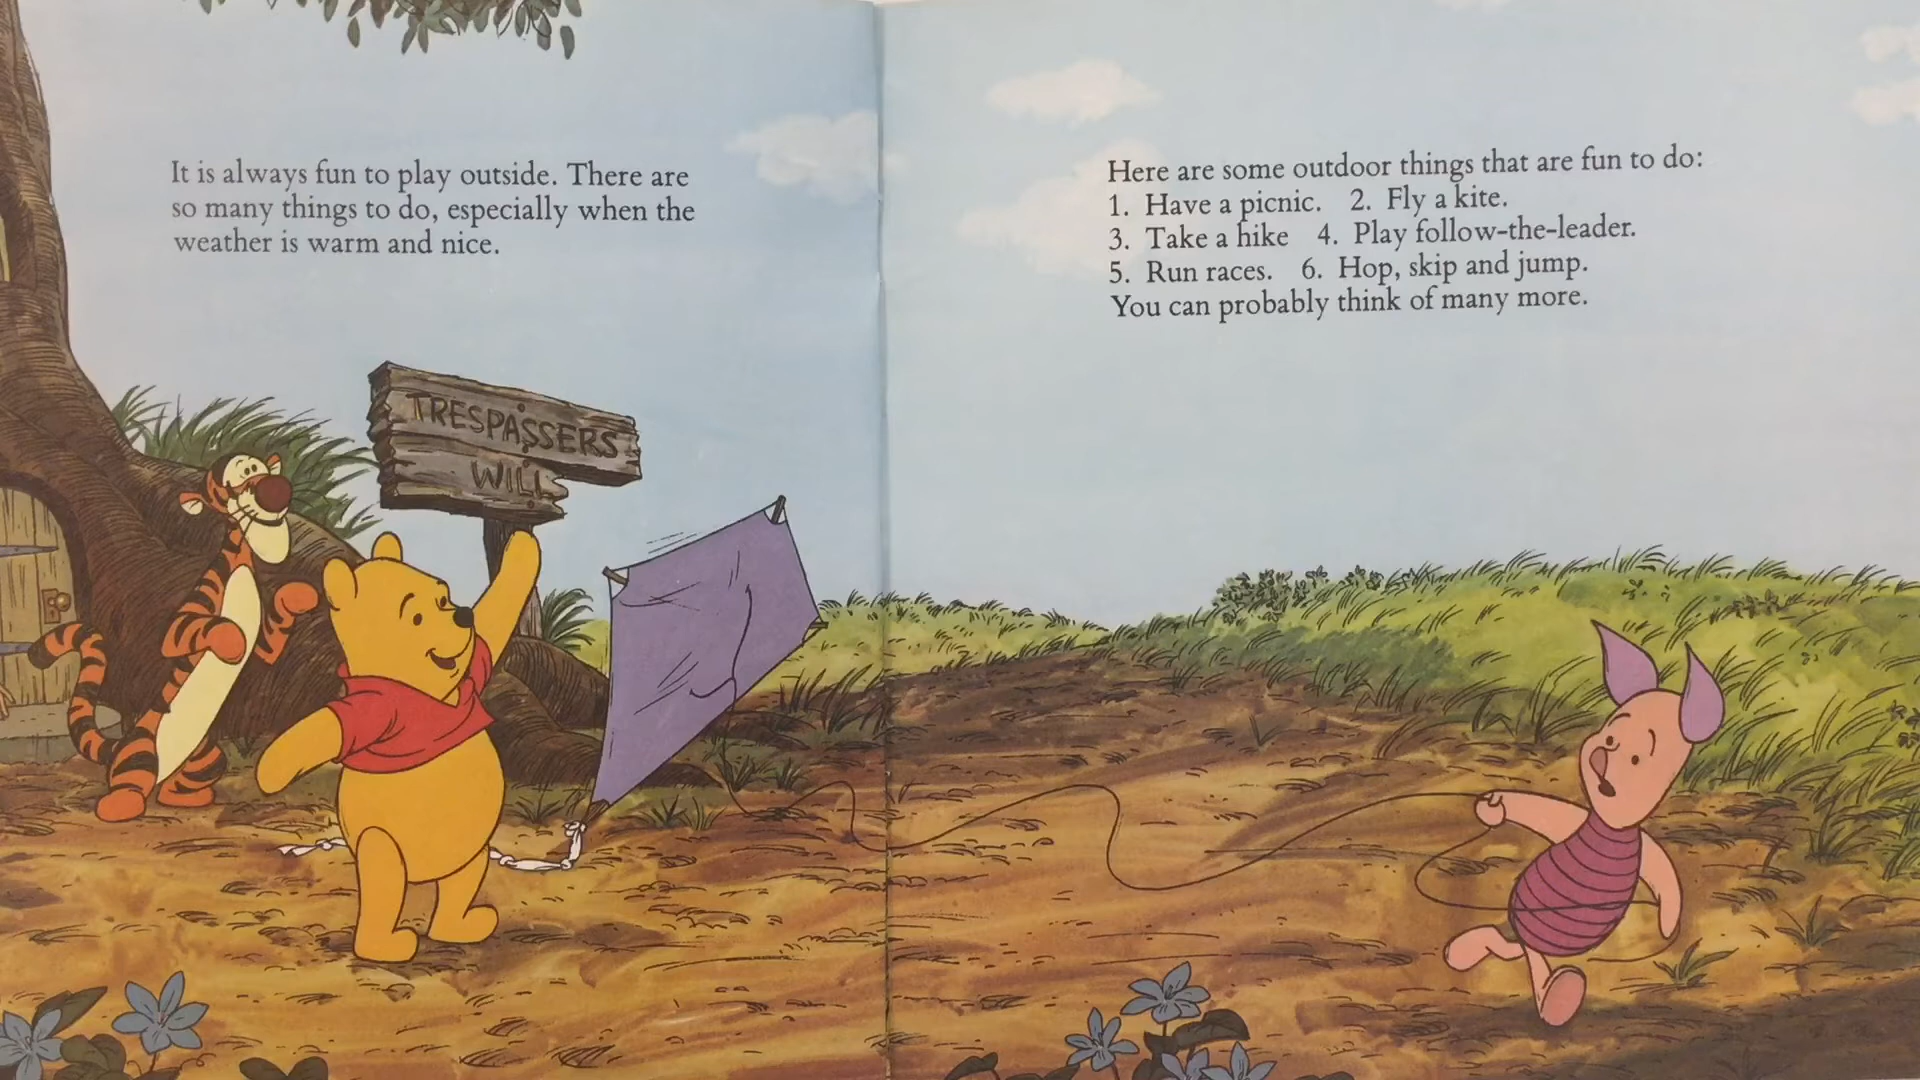 It is always fun to play outside. There are
so many things to do, especially when the
weather is warm and nice.
TRESPASSERS
WILL
Here are some outdoor things that are fun to do:
1. Have a picnic. 2. Fly a kite.
3. Take a hike 4. Play follow-the-leader.
5. Run races. 6. Hop, skip and jump.
You can probably think of many more.